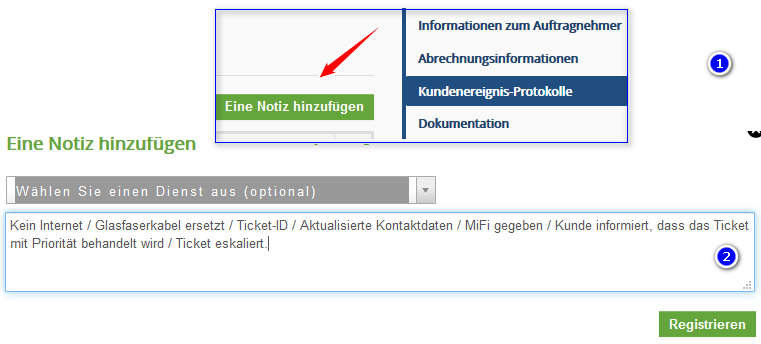 Informationen zum Auftragnehmer
Abrechnungsinformationen
1
Kundenereignis-Protokolle
Eine Notiz hinzufügen
Dokumentation
Eine Notiz hinzufügen
Wählen Sie einen Dienst aus (optional)
Kein Internet / Glasfaserkabel ersetzt / Ticket-ID / Aktualisierte Kontaktdaten / MiFi gegeben / Kunde informiert, dass das Ticket
mit Priorität behandelt wird / Ticket eskaliert.
2
Registrieren